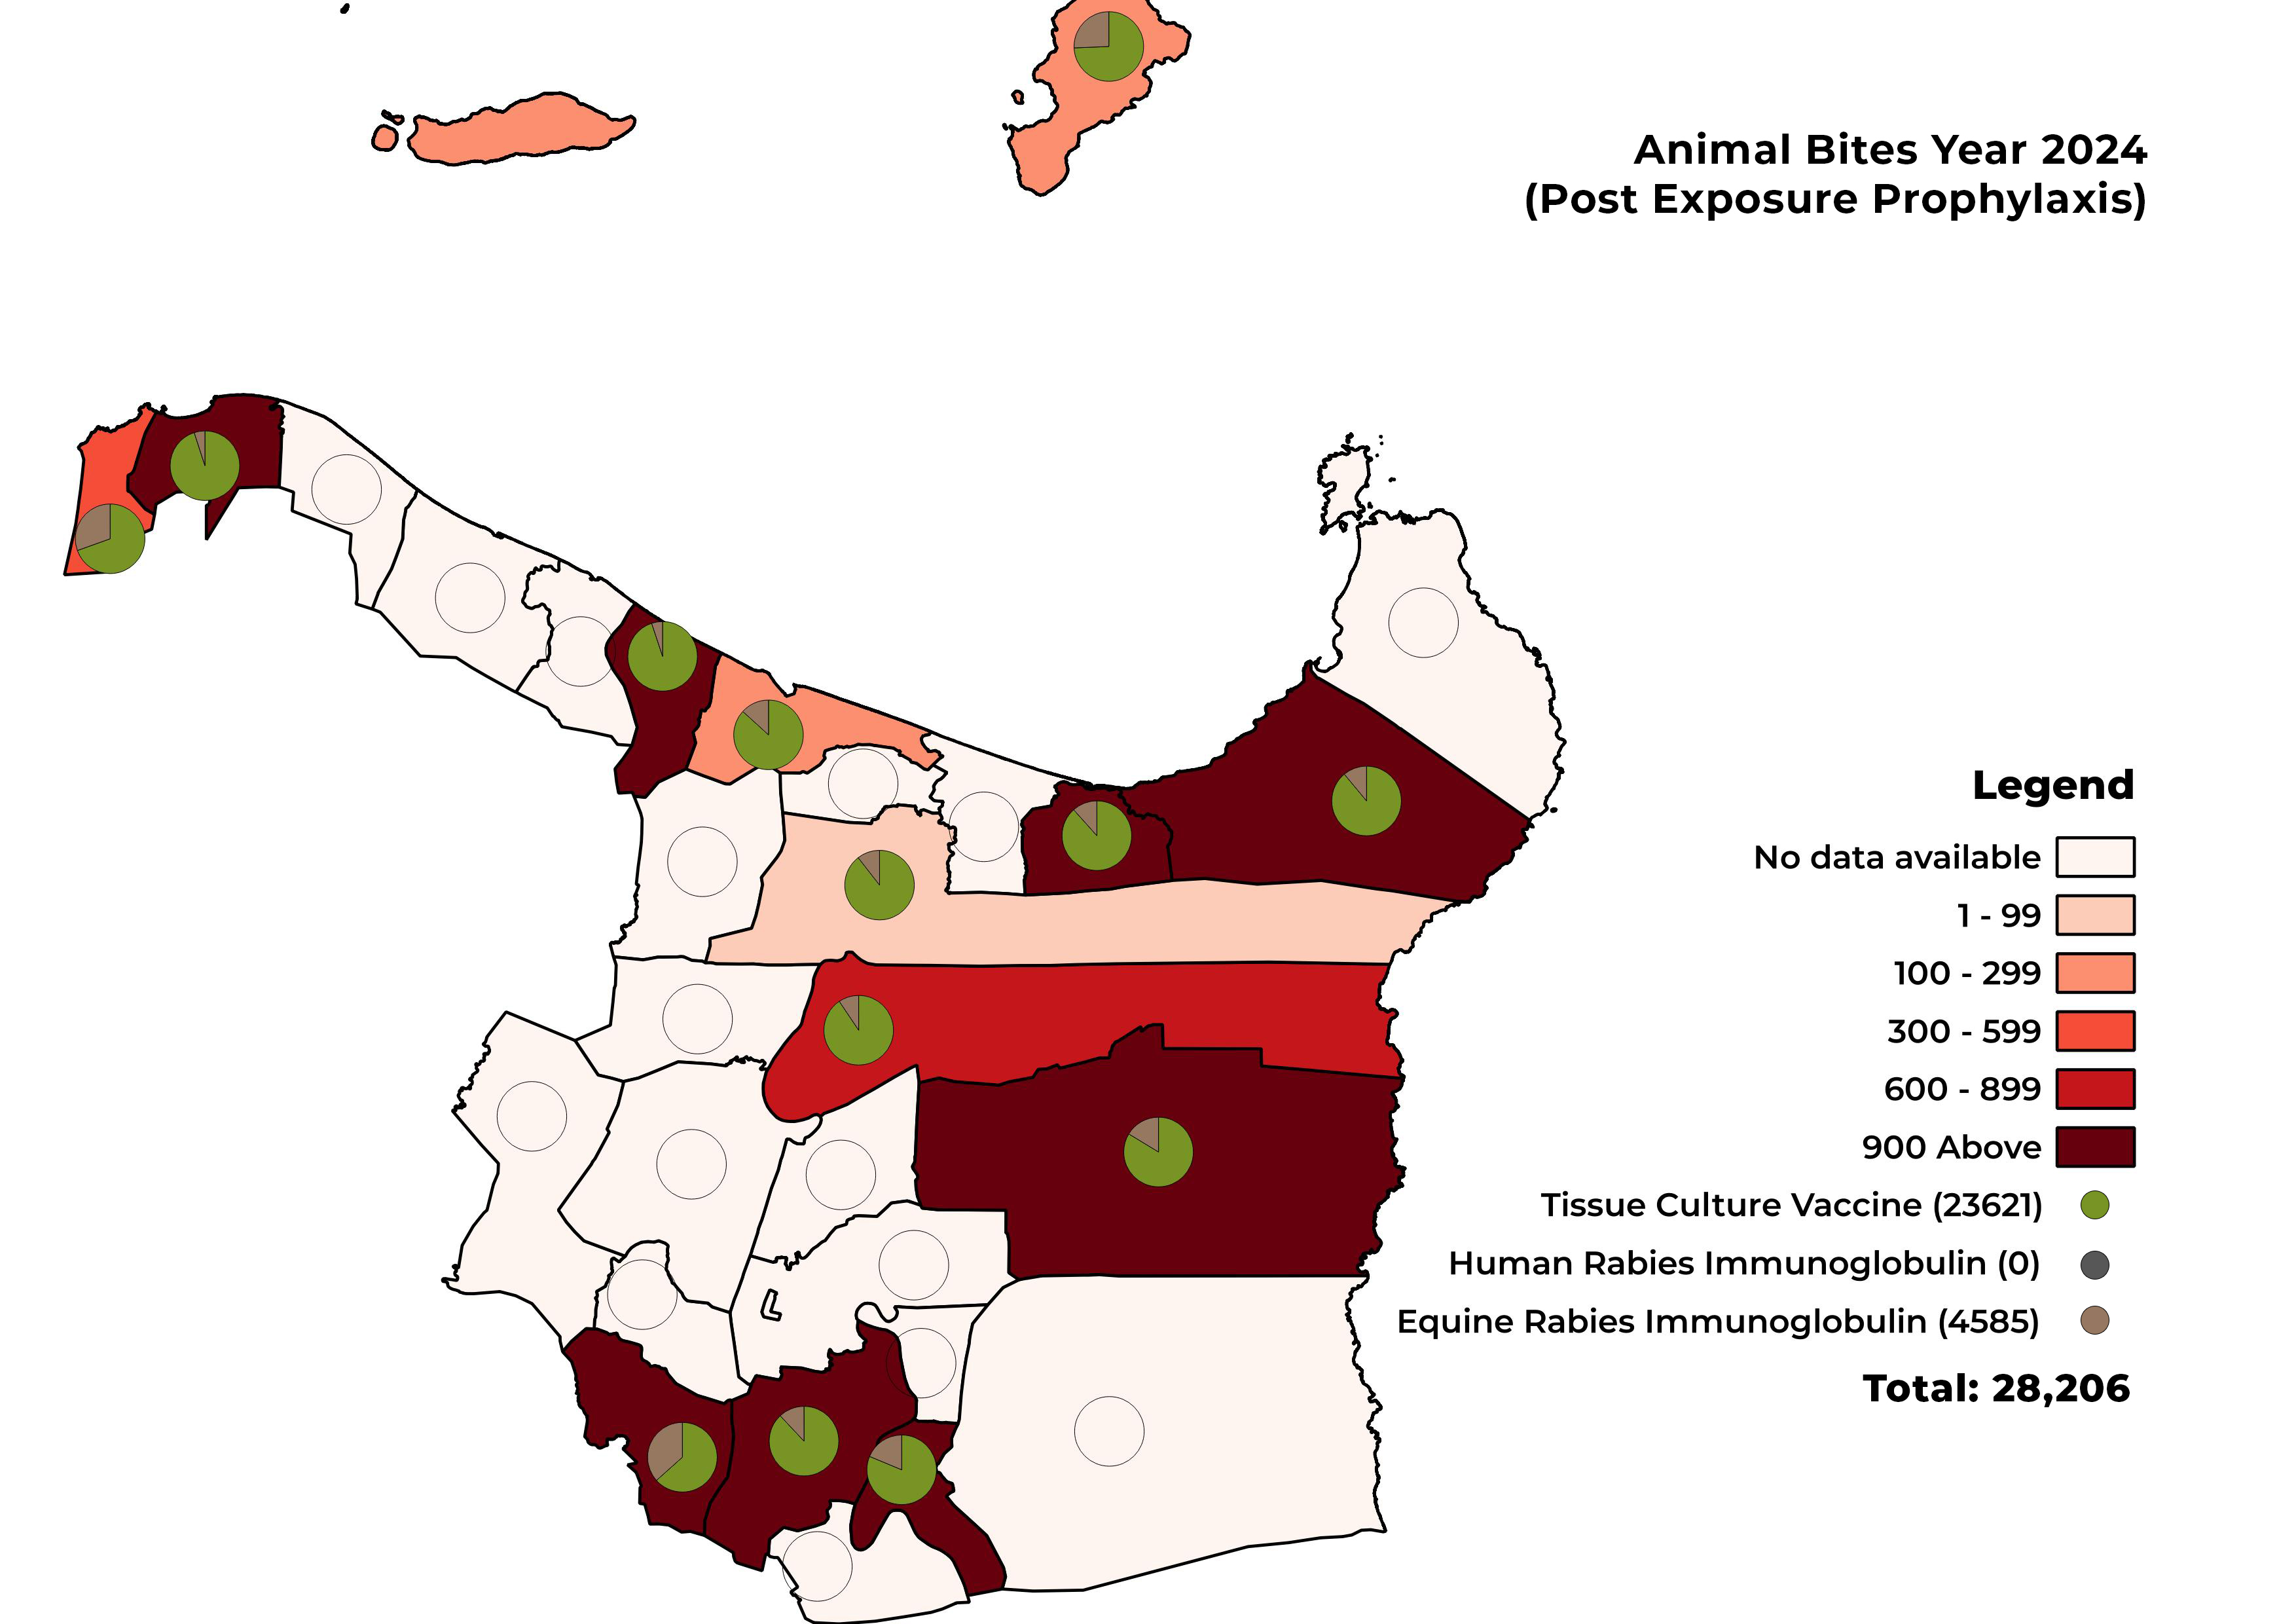 Animal Bites Year 2024
(Post Exposure Prophylaxis)
Legend
No data available
1 - 99
100 - 299
300 - 599
600 - 899
900 Above
Tissue Culture Vaccine (23621)
Human Rabies Immunoglobulin (0)
Equine Rabies Immunoglobulin (4585)
Total: 28,206